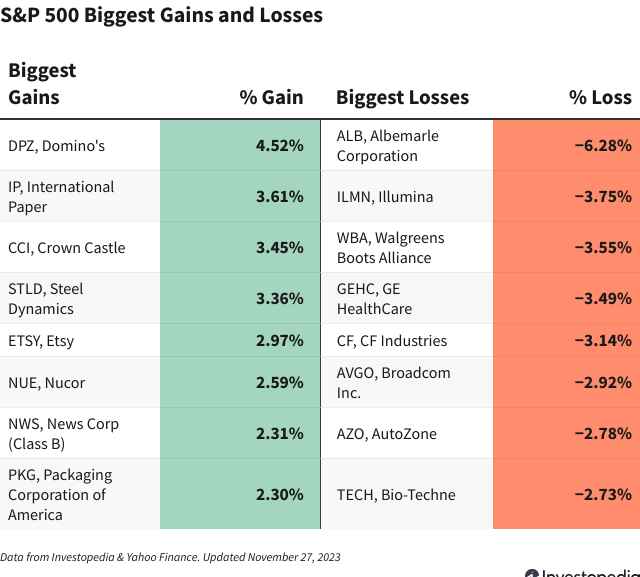 S&P 500 Biggest Gains and Losses
Biggest
Gains
% Gain
Biggest Losses
% Loss
DPZ, Domino's
4.52%
ALB, Albemarle
Corporation
−6.28%
IP, International
Paper
3.61%
ILMN, Illumina
−3.75%
CCI, Crown Castle
3.45%
WBA, Walgreens
Boots Alliance
−3.55%
STLD, Steel
Dynamics
3.36%
GEHC, GE
HealthCare
−3.49%
ETSY, Etsy
2.97%
CF, CF Industries
−3.14%
NUE, Nucor
2.59%
AVGO, Broadcom
Inc.
−2.92%
NWS, News Corp
(Class B)
2.31%
AZO, AutoZone
−2.78%
PKG, Packaging
Corporation of
America
2.30%
TECH, Bio-Techne
−2.73%
Data from Investopedia & Yahoo Finance. Updated November 27, 2023
Investopedia